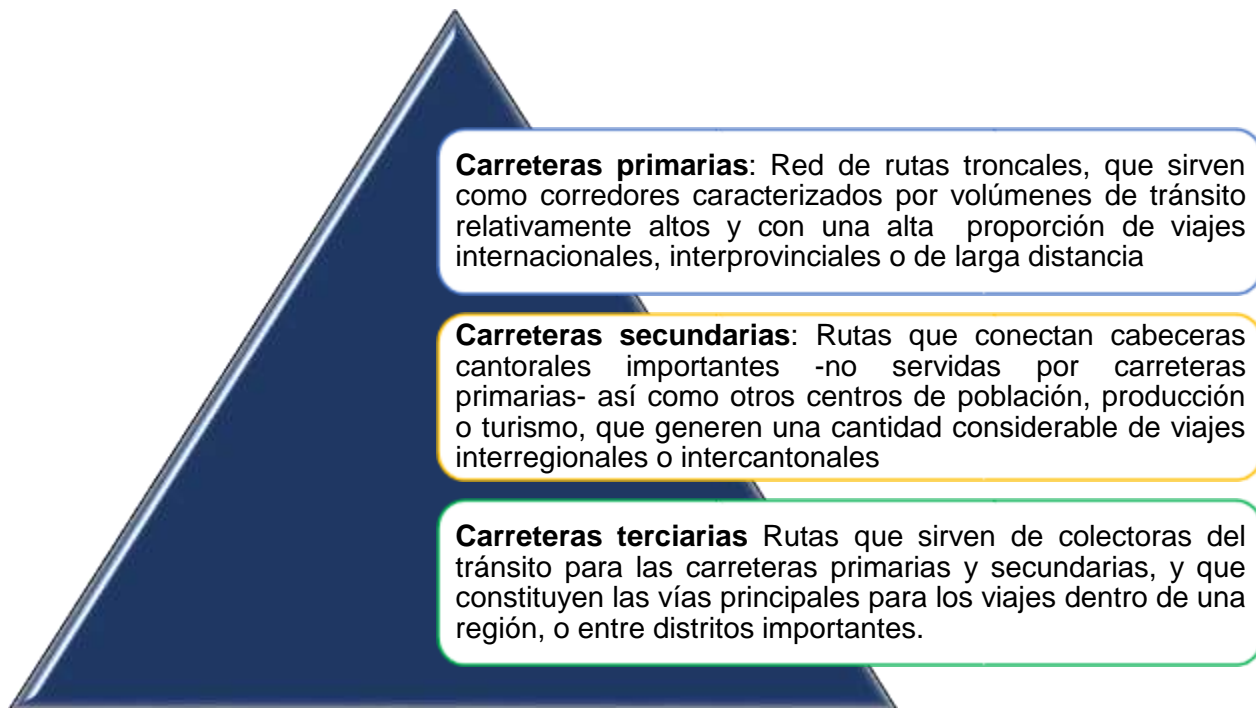 Carreteras primarias: Red de rutas troncales, que sirven
como corredores caracterizados por volúmenes de tránsito
relativamente altos y con una alta proporción de viajes
internacionales, interprovinciales o de larga distancia
Carreteras secundarias: Rutas que conectan cabeceras
cantorales importantes -no servidas por carreteras
primarias- así como otros centros de población, producción
o turismo, que generen una cantidad considerable de viajes
interregionales o intercantonales
Carreteras terciarias Rutas que sirven de colectoras del
tránsito para las carreteras primarias y secundarias, y que
constituyen las vías principales para los viajes dentro de una
región, o entre distritos importantes.